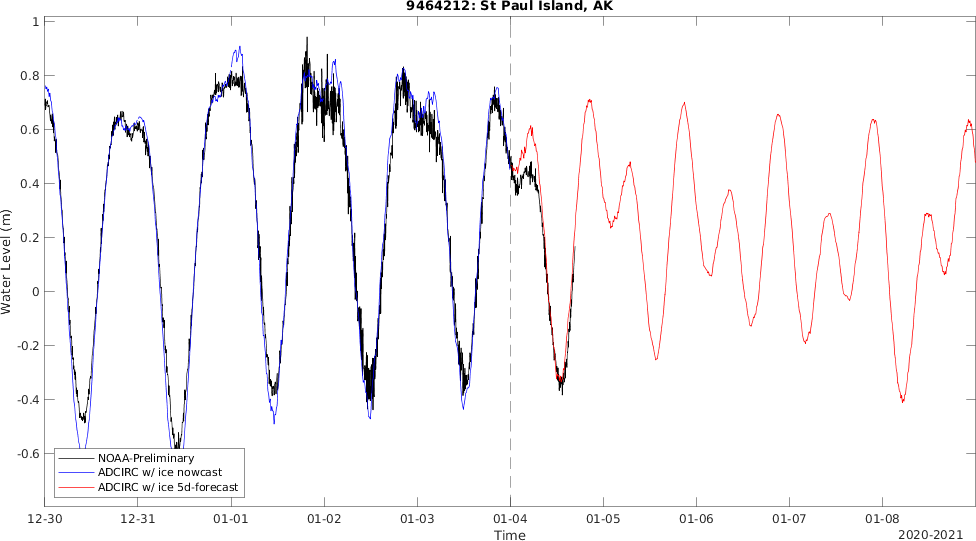 9464212: St Paul Island, AK
1
0.8
0.6
0.4
0.2
0
-0.2
-0.4
-0.6
Water Level (m)
NOAA-Preliminary
ADCIRC w/ ice nowcast
ADCIRC w/ ice 5d-forecast
12-30 12-31 01-01 01-02 01-03 01-04 01-05 01-06 01-07 01-08
Time
2020-2021